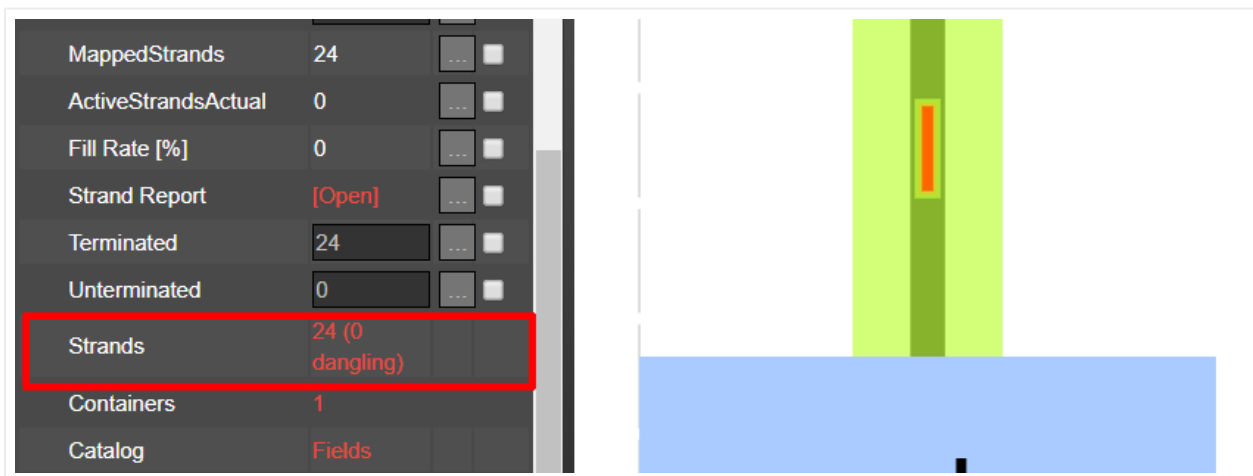 MappedStrands 24 ...
ActiveStrandsActual 0 ...
Fill Rate [%] 0 ...
Strand Report [Open] ...
Terminated 24 ...
Unterminated 0 ...
Strands 24 (0
dangling)
Containers 1
Catalog Fields